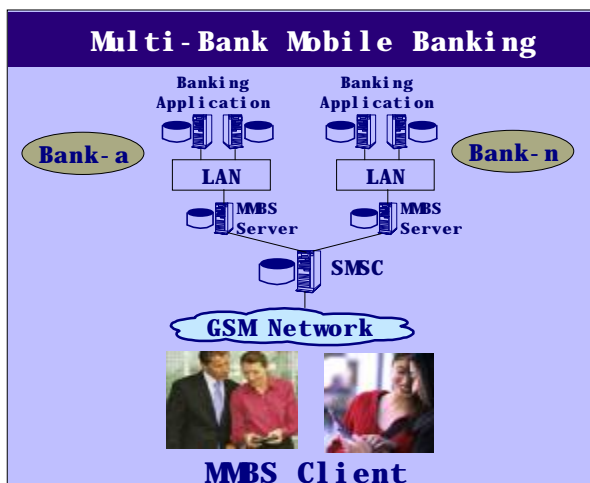 Multi-Bank Mobile Banking
Banking
Application
Banking
Application
Bank-a
Bank-n
LAN
LAN
MMBS
Server
MMBS
Server
SMSC
GSM Network
MMBS Client